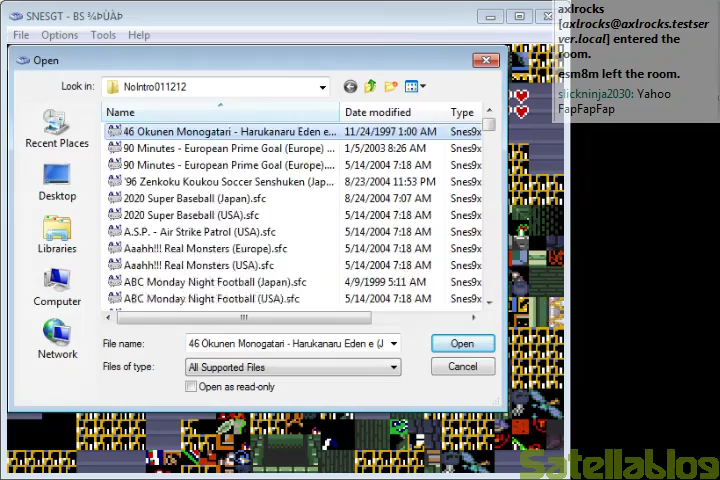 SNESGT - BS ¾ÞÙÀÞ
File Options Tools Help
Open
Look in: NoIntro011212
Name Date modified Type
46 Okunen Monogatari - Harukanaru Eden e... 11/24/1997 1:00 AM Snes9x
90 Minutes - European Prime Goal (Europe) ... 1/5/2003 8:26 AM Snes9x
90 Minutes - European Prime Goal (Europe).... 5/14/2004 7:18 AM Snes9x
'96 Zenkoku Koukou Soccer Senshuken (Jap... 8/23/2004 11:53 PM Snes9x
2020 Super Baseball (Japan).sfc 8/24/2004 7:07 AM Snes9x
2020 Super Baseball (USA).sfc 5/14/2004 7:18 AM Snes9x
A.S.P. - Air Strike Patrol (USA).sfc 5/14/2004 7:18 AM Snes9x
Aaahh!!! Real Monsters (Europe).sfc 5/14/2004 7:18 AM Snes9x
Aaahh!!! Real Monsters (USA).sfc 5/14/2004 7:18 AM Snes9x
ABC Monday Night Football (Japan).sfc 4/9/1999 5:11 AM Snes9x
ABC Monday Night Football (USA).sfc 5/14/2004 7:18 AM Snes9x
Recent Places
Desktop
Libraries
Computer
Network
File name: 46 Okunen Monogatari - Harukanaru Eden e (J Open
Files of type: All Supported Files Cancel
Open as read-only
axlrocks
[axlrocks@axlrocks.testser
ver.local] entered the
room.
esm8m left the room.
slickninja2030: Yahoo
FapFapFap
Satellablog